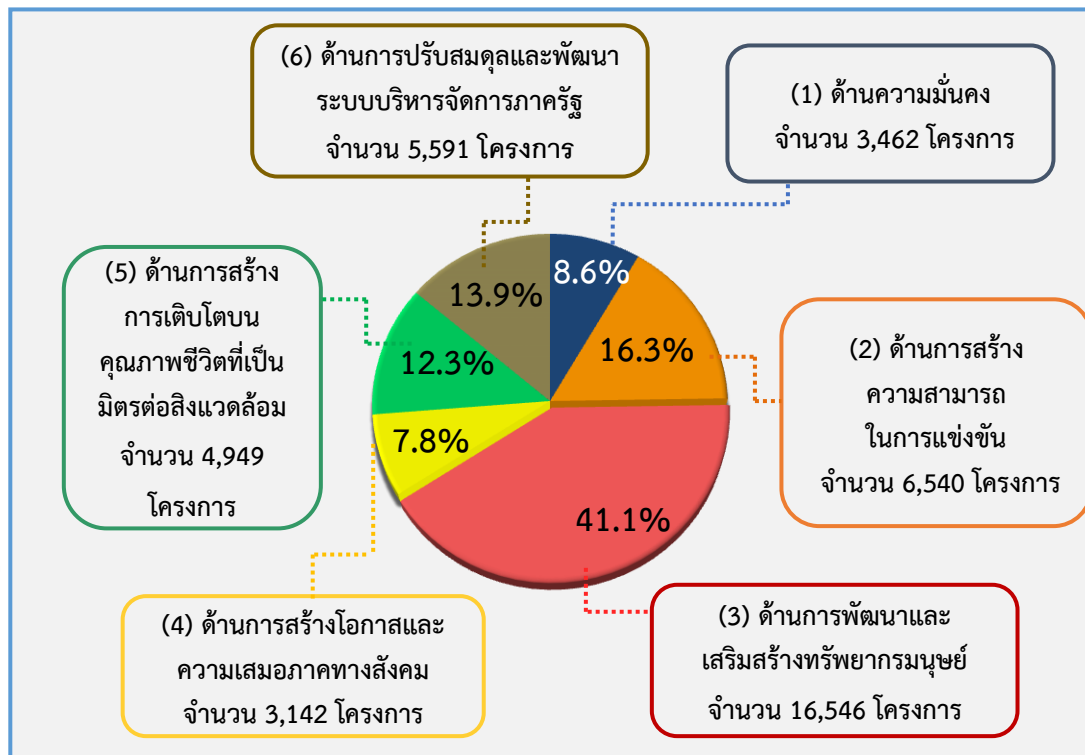 (6) ด้านการปรับสมดุลและพัฒนา
ระบบบริหารจัดการภาครัฐ
จำนวน 5,591 โครงการ
(1) ด้านความมั่นคง
จำนวน 3,462 โครงการ
(5) ด้านการสร้าง
การเติบโตบน
คุณภาพชีวิตที่เป็น
มิตรต่อสิ่งแวดล้อม
จำนวน 4,949
โครงการ
8.6%
13.9%
16.3%
12.3%
7.8%
41.1%
(2) ด้านการสร้าง
ความสามารถ
ในการแข่งขัน
จำนวน 6,540 โครงการ
(4) ด้านการสร้างโอกาสและ
ความเสมอภาคทางสังคม
จำนวน 3,142 โครงการ
(3) ด้านการพัฒนาและ
เสริมสร้างทรัพยากรมนุษย์
จำนวน 16,546 โครงการ